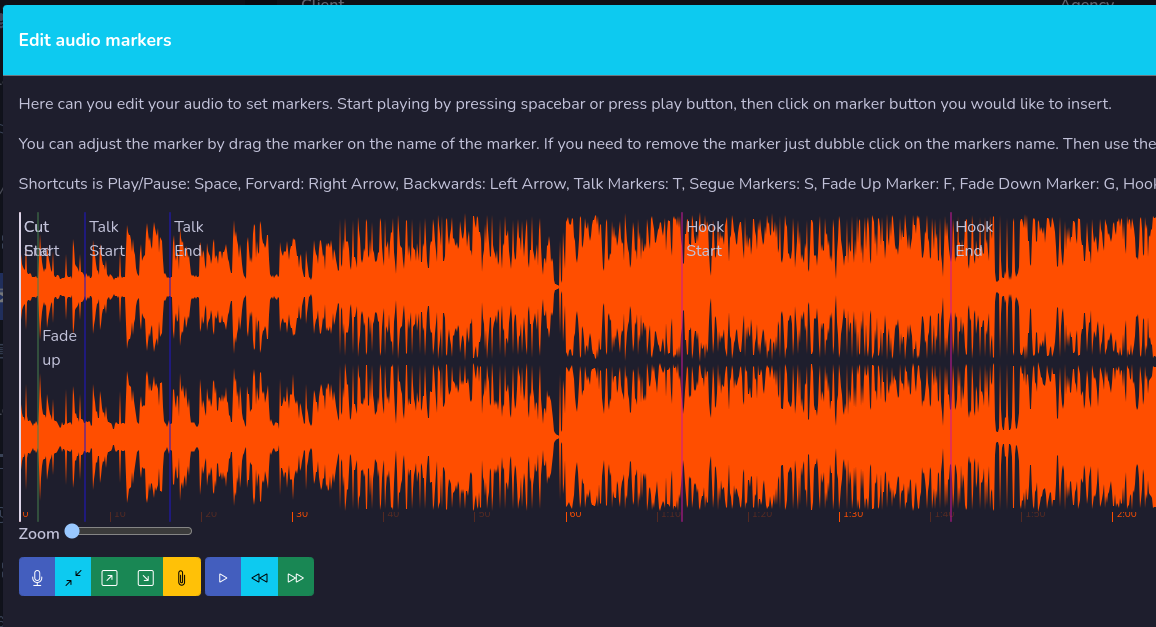 Client Agency
Edit audio markers
Here can you edit your audio to set markers. Start playing by pressing spacebar or press play button, then click on marker button you would like to insert.
You can adjust the marker by drag the marker on the name of the marker. If you need to remove the marker just dubble click on the markers name. Then use the
Shortcuts is Play/Pause: Space, Forvard: Right Arrow, Backwards: Left Arrow, Talk Markers: T, Segue Markers: S, Fade Up Marker: F, Fade Down Marker: G, Hook
Cut Talk Talk Hook Hook
Start Start End Start End
Fade
up
0 10 20 30 40 50 60 1:10 1:20 1:30 1:40 1:50 2:00
Zoom